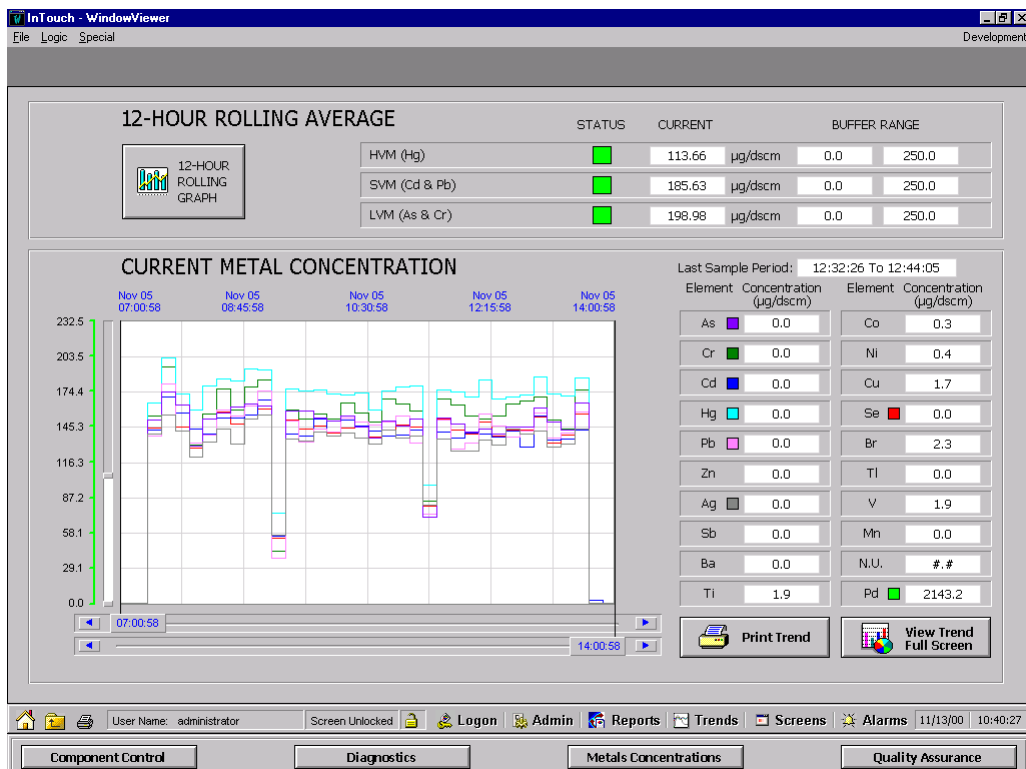 InTouch - WindowViewer
File Logic Special Development
12-HOUR ROLLING AVERAGE
STATUS CURRENT BUFFER RANGE
12-HOUR
ROLLING
GRAPH
HVM (Hg) 113.66 µg/dscm 0.0 250.0
SVM (Cd & Pb) 185.63 µg/dscm 0.0 250.0
LVM (As & Cr) 198.98 µg/dscm 0.0 250.0
CURRENT METAL CONCENTRATION
Nov 05 Nov 05 Nov 05 Nov 05 Nov 05
07:00:58 08:45:58 10:30:58 12:15:58 14:00:58
232.5
203.5
174.4
145.3
116.3
87.2
58.1
29.1
0.0
07:00:58
14:00:58
Last Sample Period: 12:32:26 To 12:44:05
Element Concentration Element Concentration
(µg/dscm) (µg/dscm)
As 0.0 Co 0.3
Cr 0.0 Ni 0.4
Cd 0.0 Cu 1.7
Hg 0.0 Se 0.0
Pb 0.0 Br 2.3
Zn 0.0 Tl 0.0
Ag 0.0 V 1.9
Sb 0.0 Mn 0.0
Ba 0.0 N.U. #.#
Ti 1.9 Pd 2143.2
Print Trend
View Trend
Full Screen
User Name: administrator Screen Unlocked Logon Admin Reports Trends Screens Alarms 11/13/00 10:40:27
Component Control Diagnostics Metals Concentrations Quality Assurance